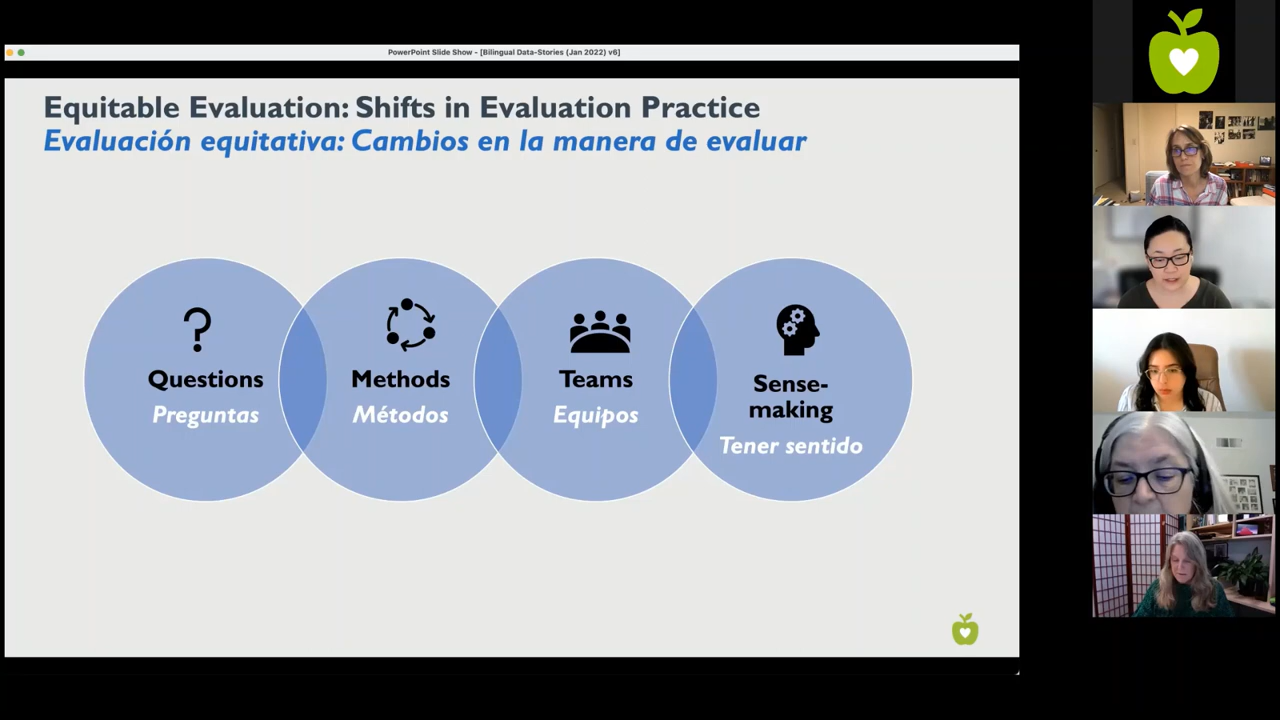 PowerPoint Slide Show - [Bilingual Data-Stories (Jan 2022) v6]
Equitable Evaluation: Shifts in Evaluation Practice
Evaluación equitativa: Cambios en la manera de evaluar
Questions
Preguntas
Methods
Métodos
Teams
Equipos
Sense-
making
Tener sentido